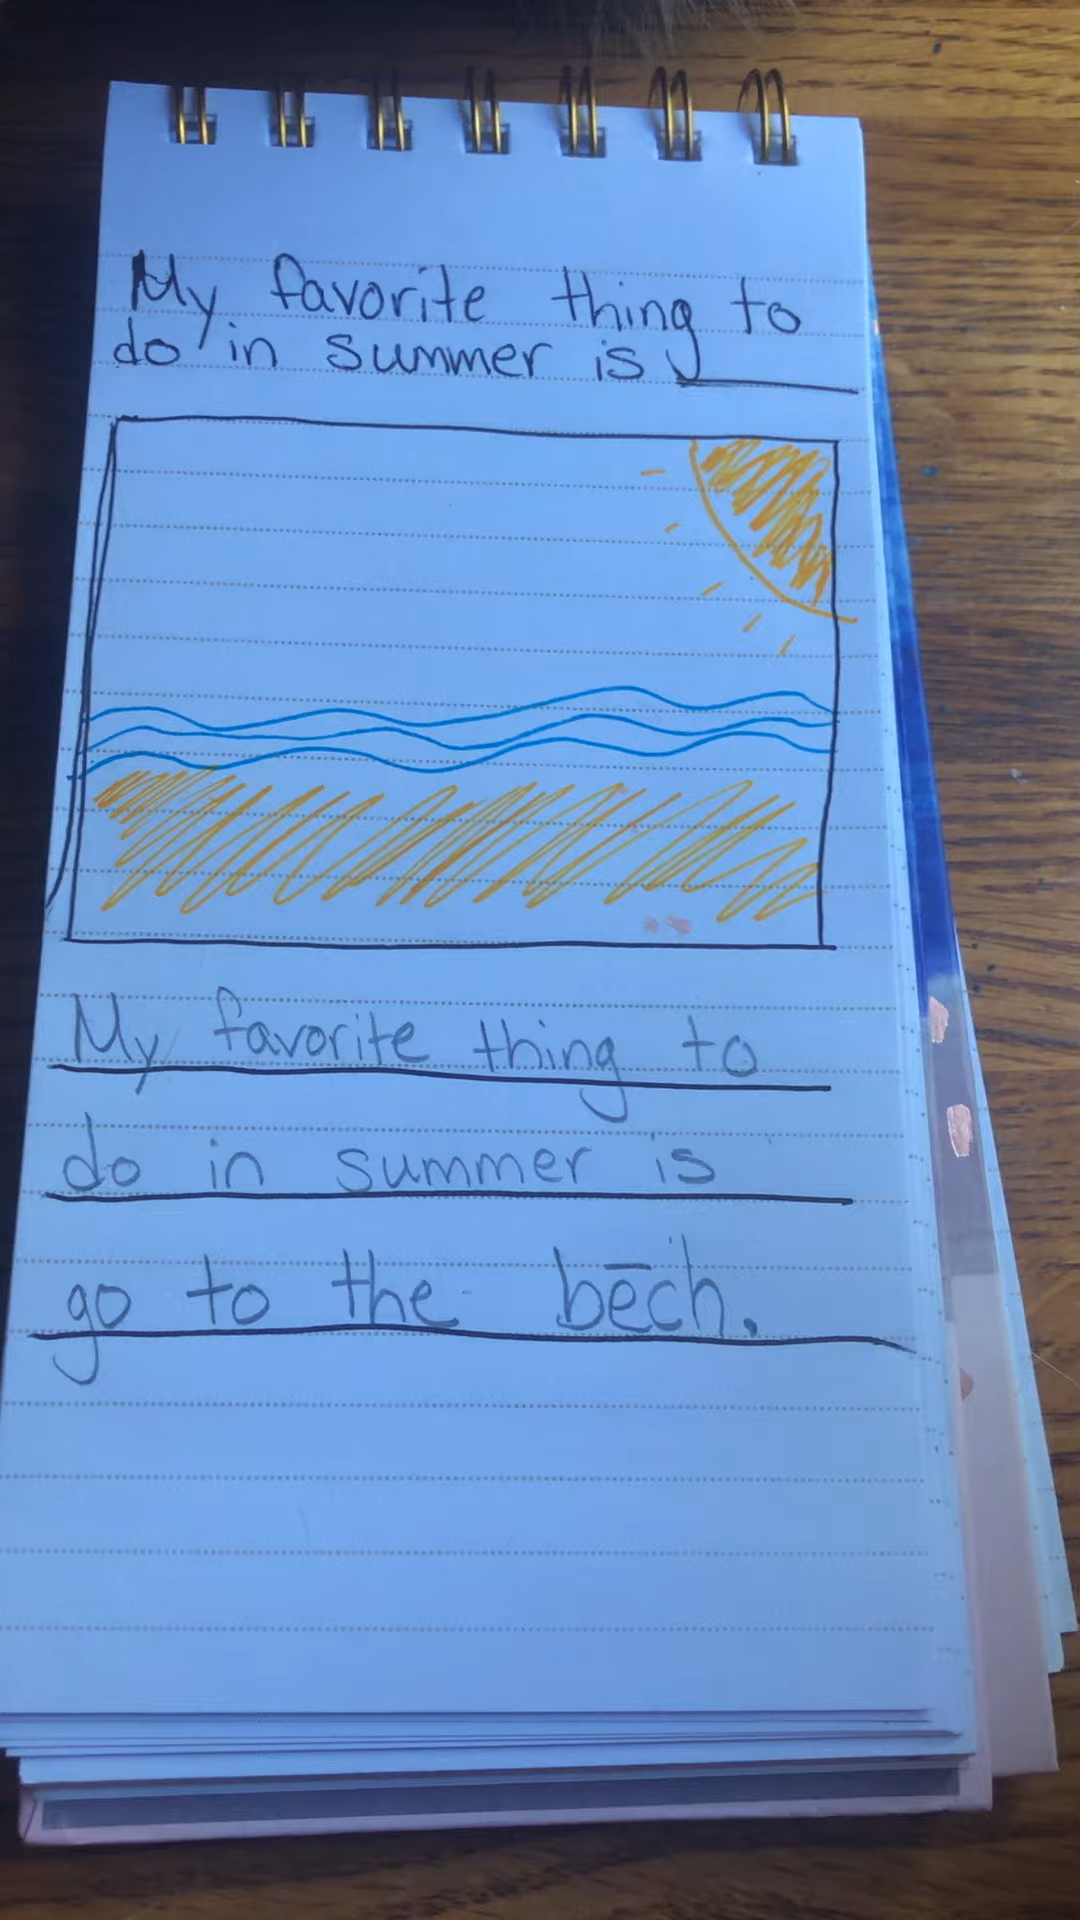 My favorite thing to
do in summer is ____
My favorite thing to
do in summer is
go to the bēch.